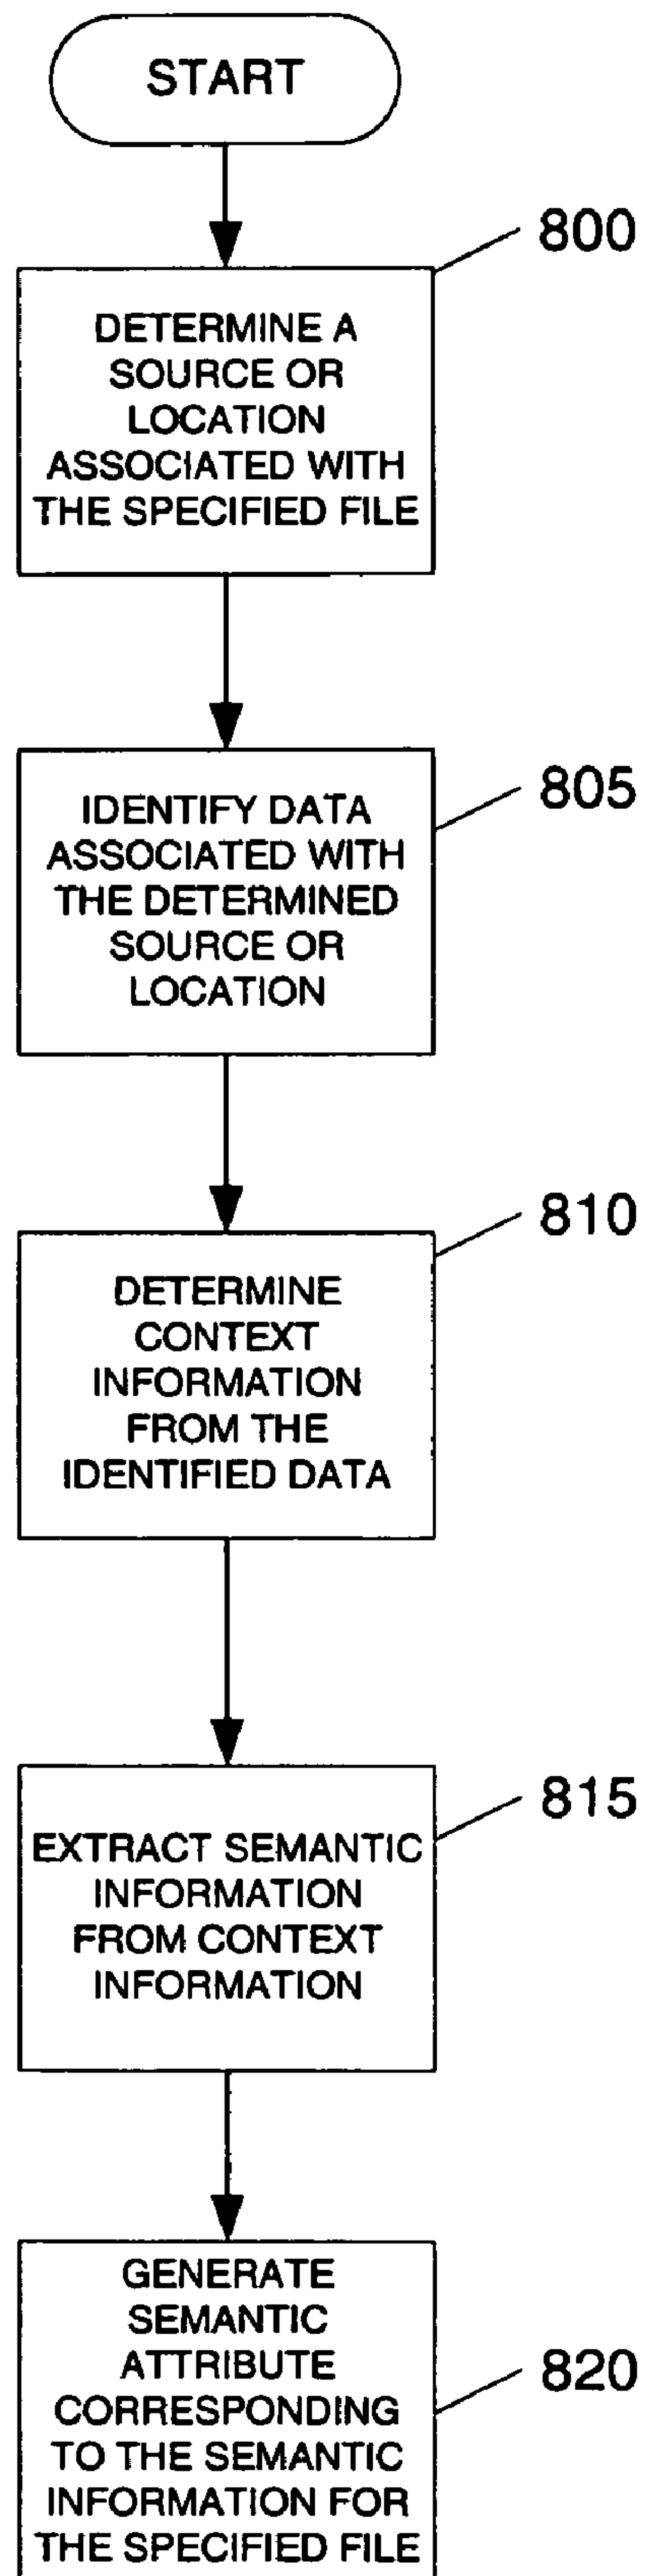 START
800
DETERMINE A
SOURCE OR
LOCATION
ASSOCIATED WITH
THE SPECIFIED FILE
805
IDENTIFY DATA
ASSOCIATED WITH
THE DETERMINED
SOURCE OR
LOCATION
810
DETERMINE
CONTEXT
INFORMATION
FROM THE
IDENTIFIED DATA
815
EXTRACT SEMANTIC
INFORMATION
FROM CONTEXT
INFORMATION
820
GENERATE
SEMANTIC
ATTRIBUTE
CORRESPONDING
TO THE SEMANTIC
INFORMATION FOR
THE SPECIFIED FILE